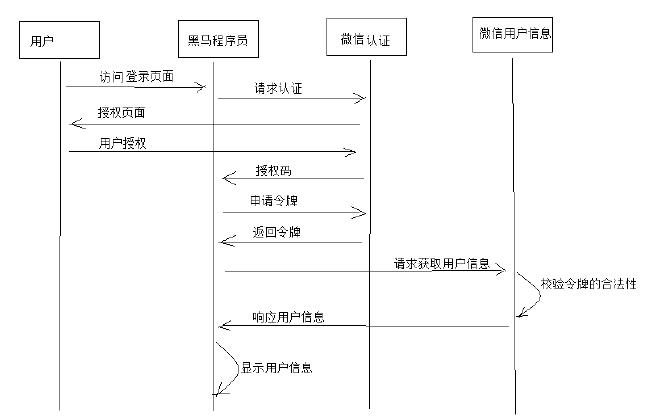 用户
黑马程序员
微信认证
微信用户信息
访问登录页面
请求认证
授权页面
用户授权
授权码
申请令牌
返回令牌
请求获取用户信息
校验令牌的合法性
响应用户信息
显示用户信息